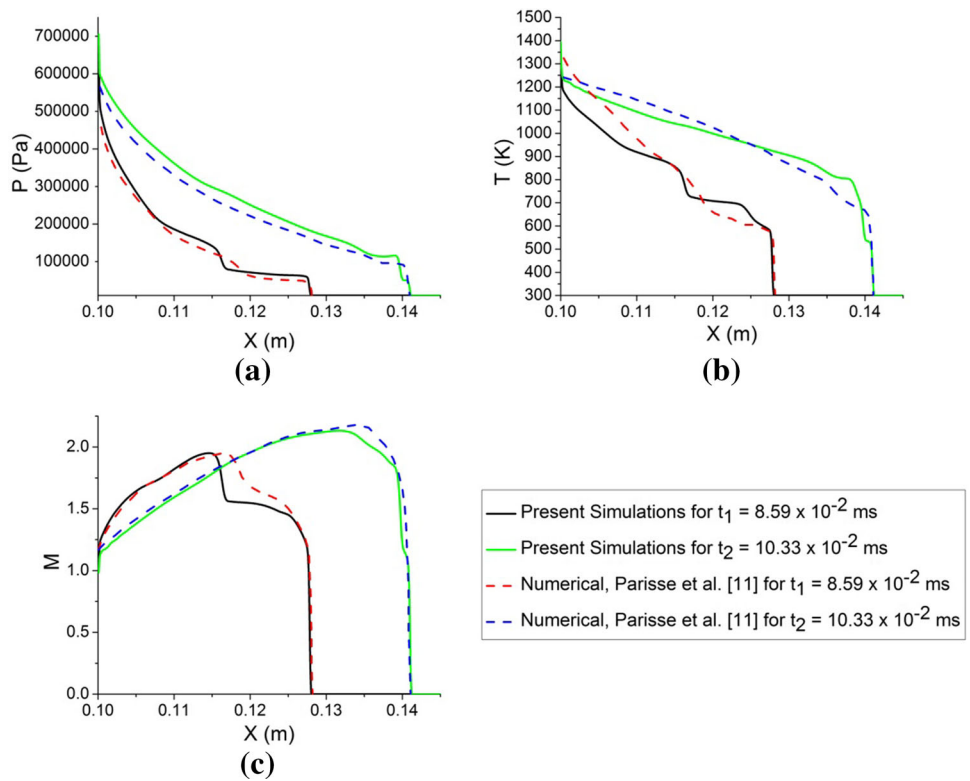 700000
600000
500000
400000
300000
200000
100000
P (Pa)
0.10 0.11 0.12 0.13 0.14
X (m)
(a)
1500
1400
1300
1200
1100
1000
900
800
700
600
500
400
300
T (K)
0.10 0.11 0.12 0.13 0.14
X (m)
(b)
2.0
1.5
1.0
0.5
0.0
M
0.10 0.11 0.12 0.13 0.14
X (m)
(c)
Present Simulations for t₁ = 8.59 x 10⁻² ms
Present Simulations for t₂ = 10.33 x 10⁻² ms
Numerical, Parisse et al. [11] for t₁ = 8.59 x 10⁻² ms
Numerical, Parisse et al. [11] for t₂ = 10.33 x 10⁻² ms